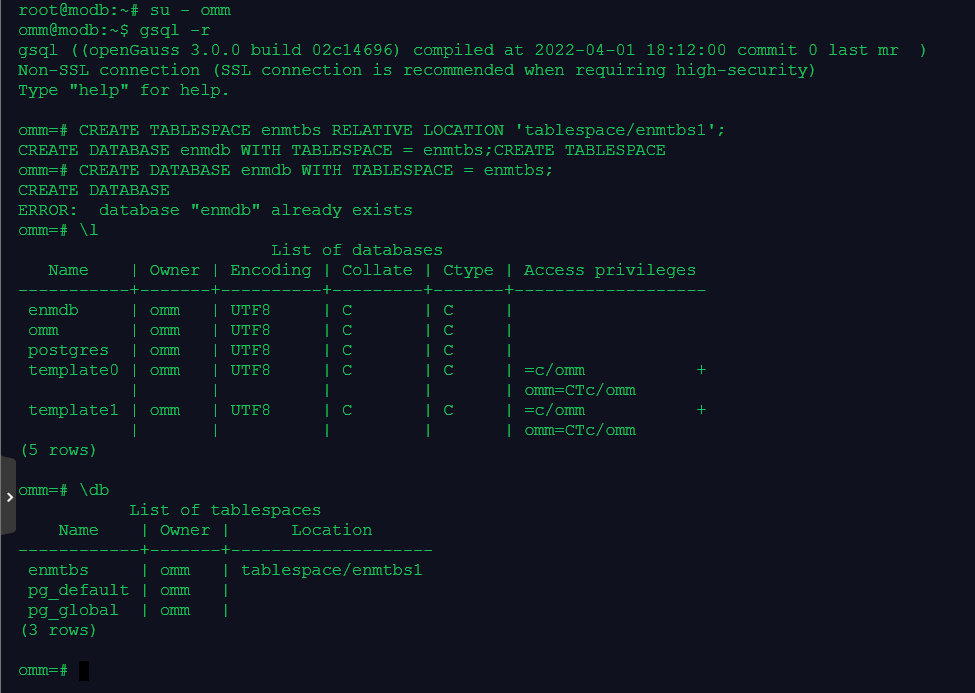 root@modb:~# su - omm
omm@modb:~$ gsql -r
gsql ((openGauss 3.0.0 build 02c14696) compiled at 2022-04-01 18:12:00 commit 0 last mr  )
Non-SSL connection (SSL connection is recommended when requiring high-security)
Type "help" for help.

omm=# CREATE TABLESPACE enmtbs RELATIVE LOCATION 'tablespace/enmtbs1';
CREATE DATABASE enmdb WITH TABLESPACE = enmtbs;CREATE TABLESPACE
omm=# CREATE DATABASE enmdb WITH TABLESPACE = enmtbs;
CREATE DATABASE
ERROR:  database "enmdb" already exists
omm=# \l
                         List of databases
   Name    | Owner | Encoding | Collate | Ctype | Access privileges
-----------+-------+----------+---------+-------+-------------------
 enmdb     | omm   | UTF8     | C       | C     |
 omm       | omm   | UTF8     | C       | C     |
 postgres  | omm   | UTF8     | C       | C     |
 template0 | omm   | UTF8     | C       | C     | =c/omm           +
           |       |          |         |       | omm=CTc/omm
 template1 | omm   | UTF8     | C       | C     | =c/omm           +
           |       |          |         |       | omm=CTc/omm
(5 rows)

omm=# \db
           List of tablespaces
    Name    | Owner |      Location
------------+-------+--------------------
 enmtbs     | omm   | tablespace/enmtbs1
 pg_default | omm   |
 pg_global  | omm   |
(3 rows)

omm=#